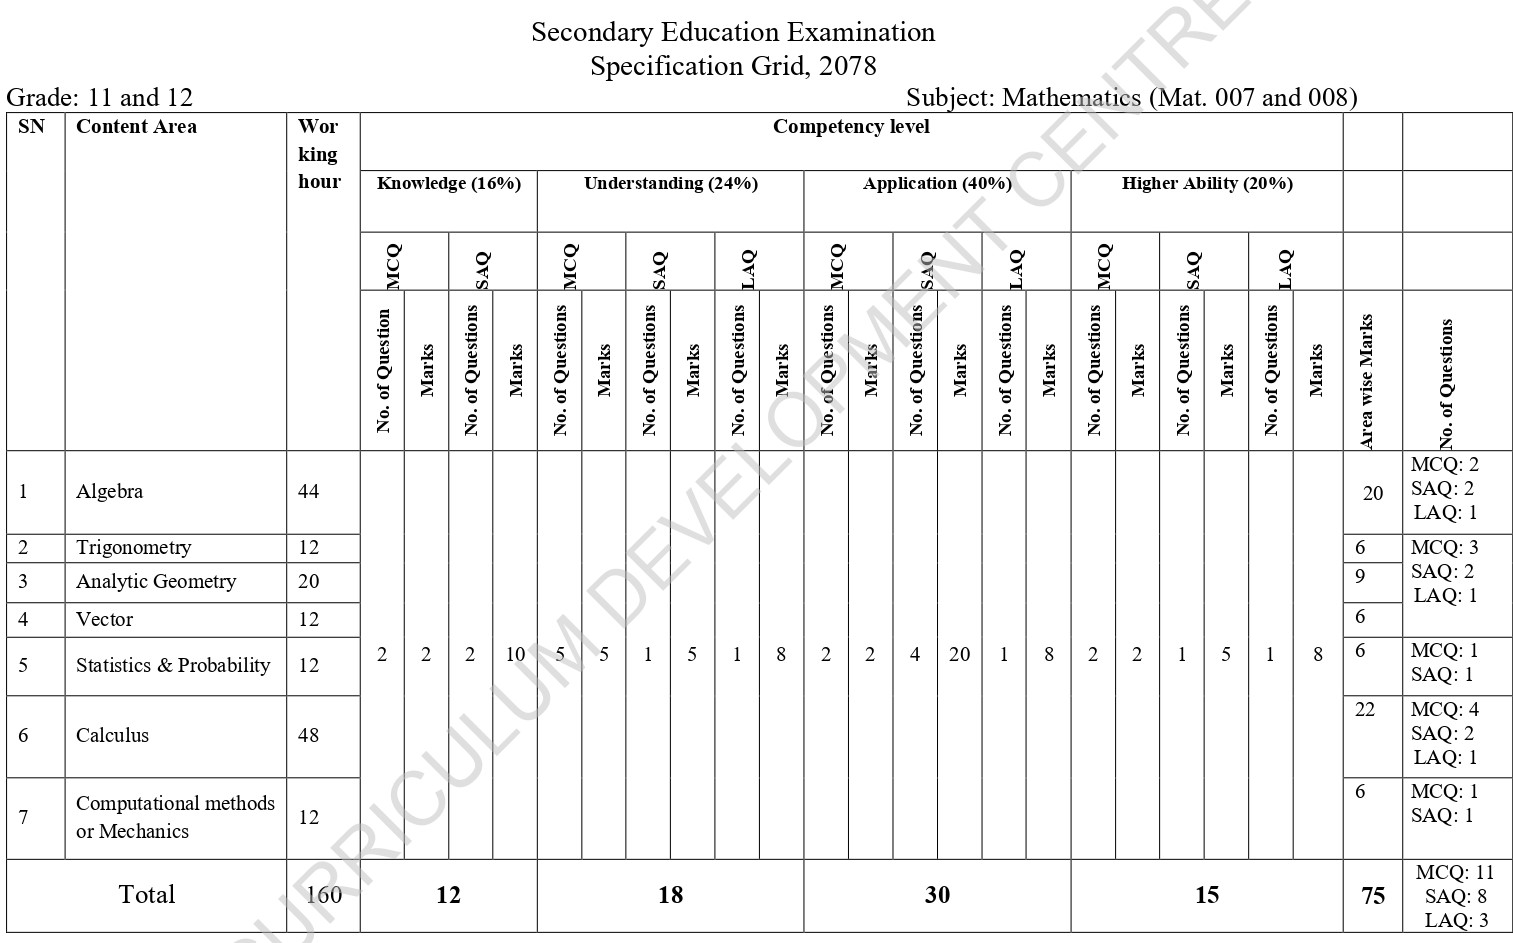 Secondary Education Examination
Specification Grid, 2078
Grade: 11 and 12 Subject: Mathematics (Mat. 007 and 008)
SN Content Area Wor king hour Competency level
Knowledge (16%) Understanding (24%) Application (40%) Higher Ability (20%)
MCQ SAQ MCQ SAQ LAQ MCQ SAQ LAQ MCQ SAQ LAQ
No. of Question Marks No. of Questions Marks No. of Questions Marks No. of Questions Marks No. of Questions Marks No. of Questions Marks No. of Questions Marks No. of Questions Marks No. of Questions Marks No. of Questions Marks No. of Questions Marks Area wise Marks No. of Questions
1 Algebra 44 20 MCQ: 2 SAQ: 2 LAQ: 1
2 Trigonometry 12 6 MCQ: 3
3 Analytic Geometry 20 9 SAQ: 2 LAQ: 1
4 Vector 12 6
2 2 2 10 5 5 1 5 1 8 2 2 4 20 1 8 2 2 1 5 1 8
5 Statistics & Probability 12 6 MCQ: 1 SAQ: 1
6 Calculus 48 22 MCQ: 4 SAQ: 2 LAQ: 1
7 Computational methods or Mechanics 12 6 MCQ: 1 SAQ: 1
Total 160 12 18 30 15 75 MCQ: 11 SAQ: 8 LAQ: 3
CURRICULUM DEVELOPMENT CENTRE